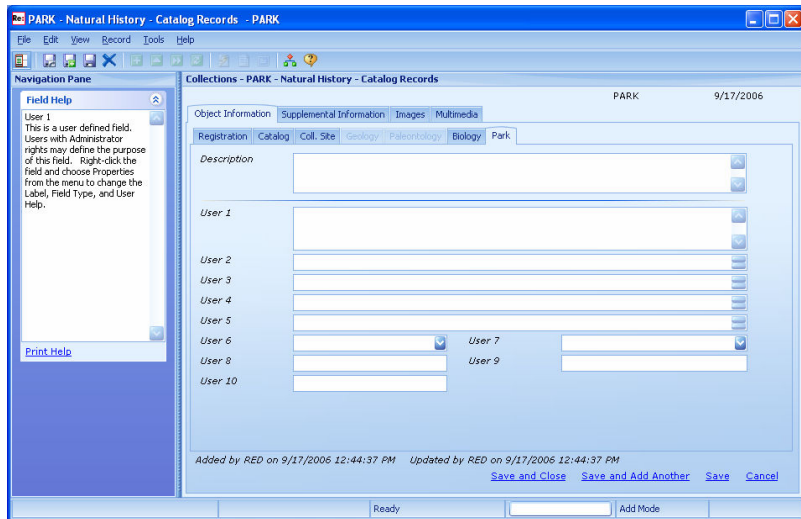 Re: PARK - Natural History - Catalog Records - PARK
File Edit View Record Tools Help
Navigation Pane
Collections - PARK - Natural History - Catalog Records
Field Help
User 1
This is a user defined field.
Users with Administrator
rights may define the purpose
of this field. Right-click the
field and choose Properties
from the menu to change the
Label, Field Type, and User
Help.
Print Help
PARK 9/17/2006
Object Information Supplemental Information Images Multimedia
Registration Catalog Coll. Site Geology Paleontology Biology Park
Description
User 1
User 2
User 3
User 4
User 5
User 6 User 7
User 8 User 9
User 10
Added by RED on 9/17/2006 12:44:37 PM Updated by RED on 9/17/2006 12:44:37 PM
Save and Close Save and Add Another Save Cancel
Ready Add Mode